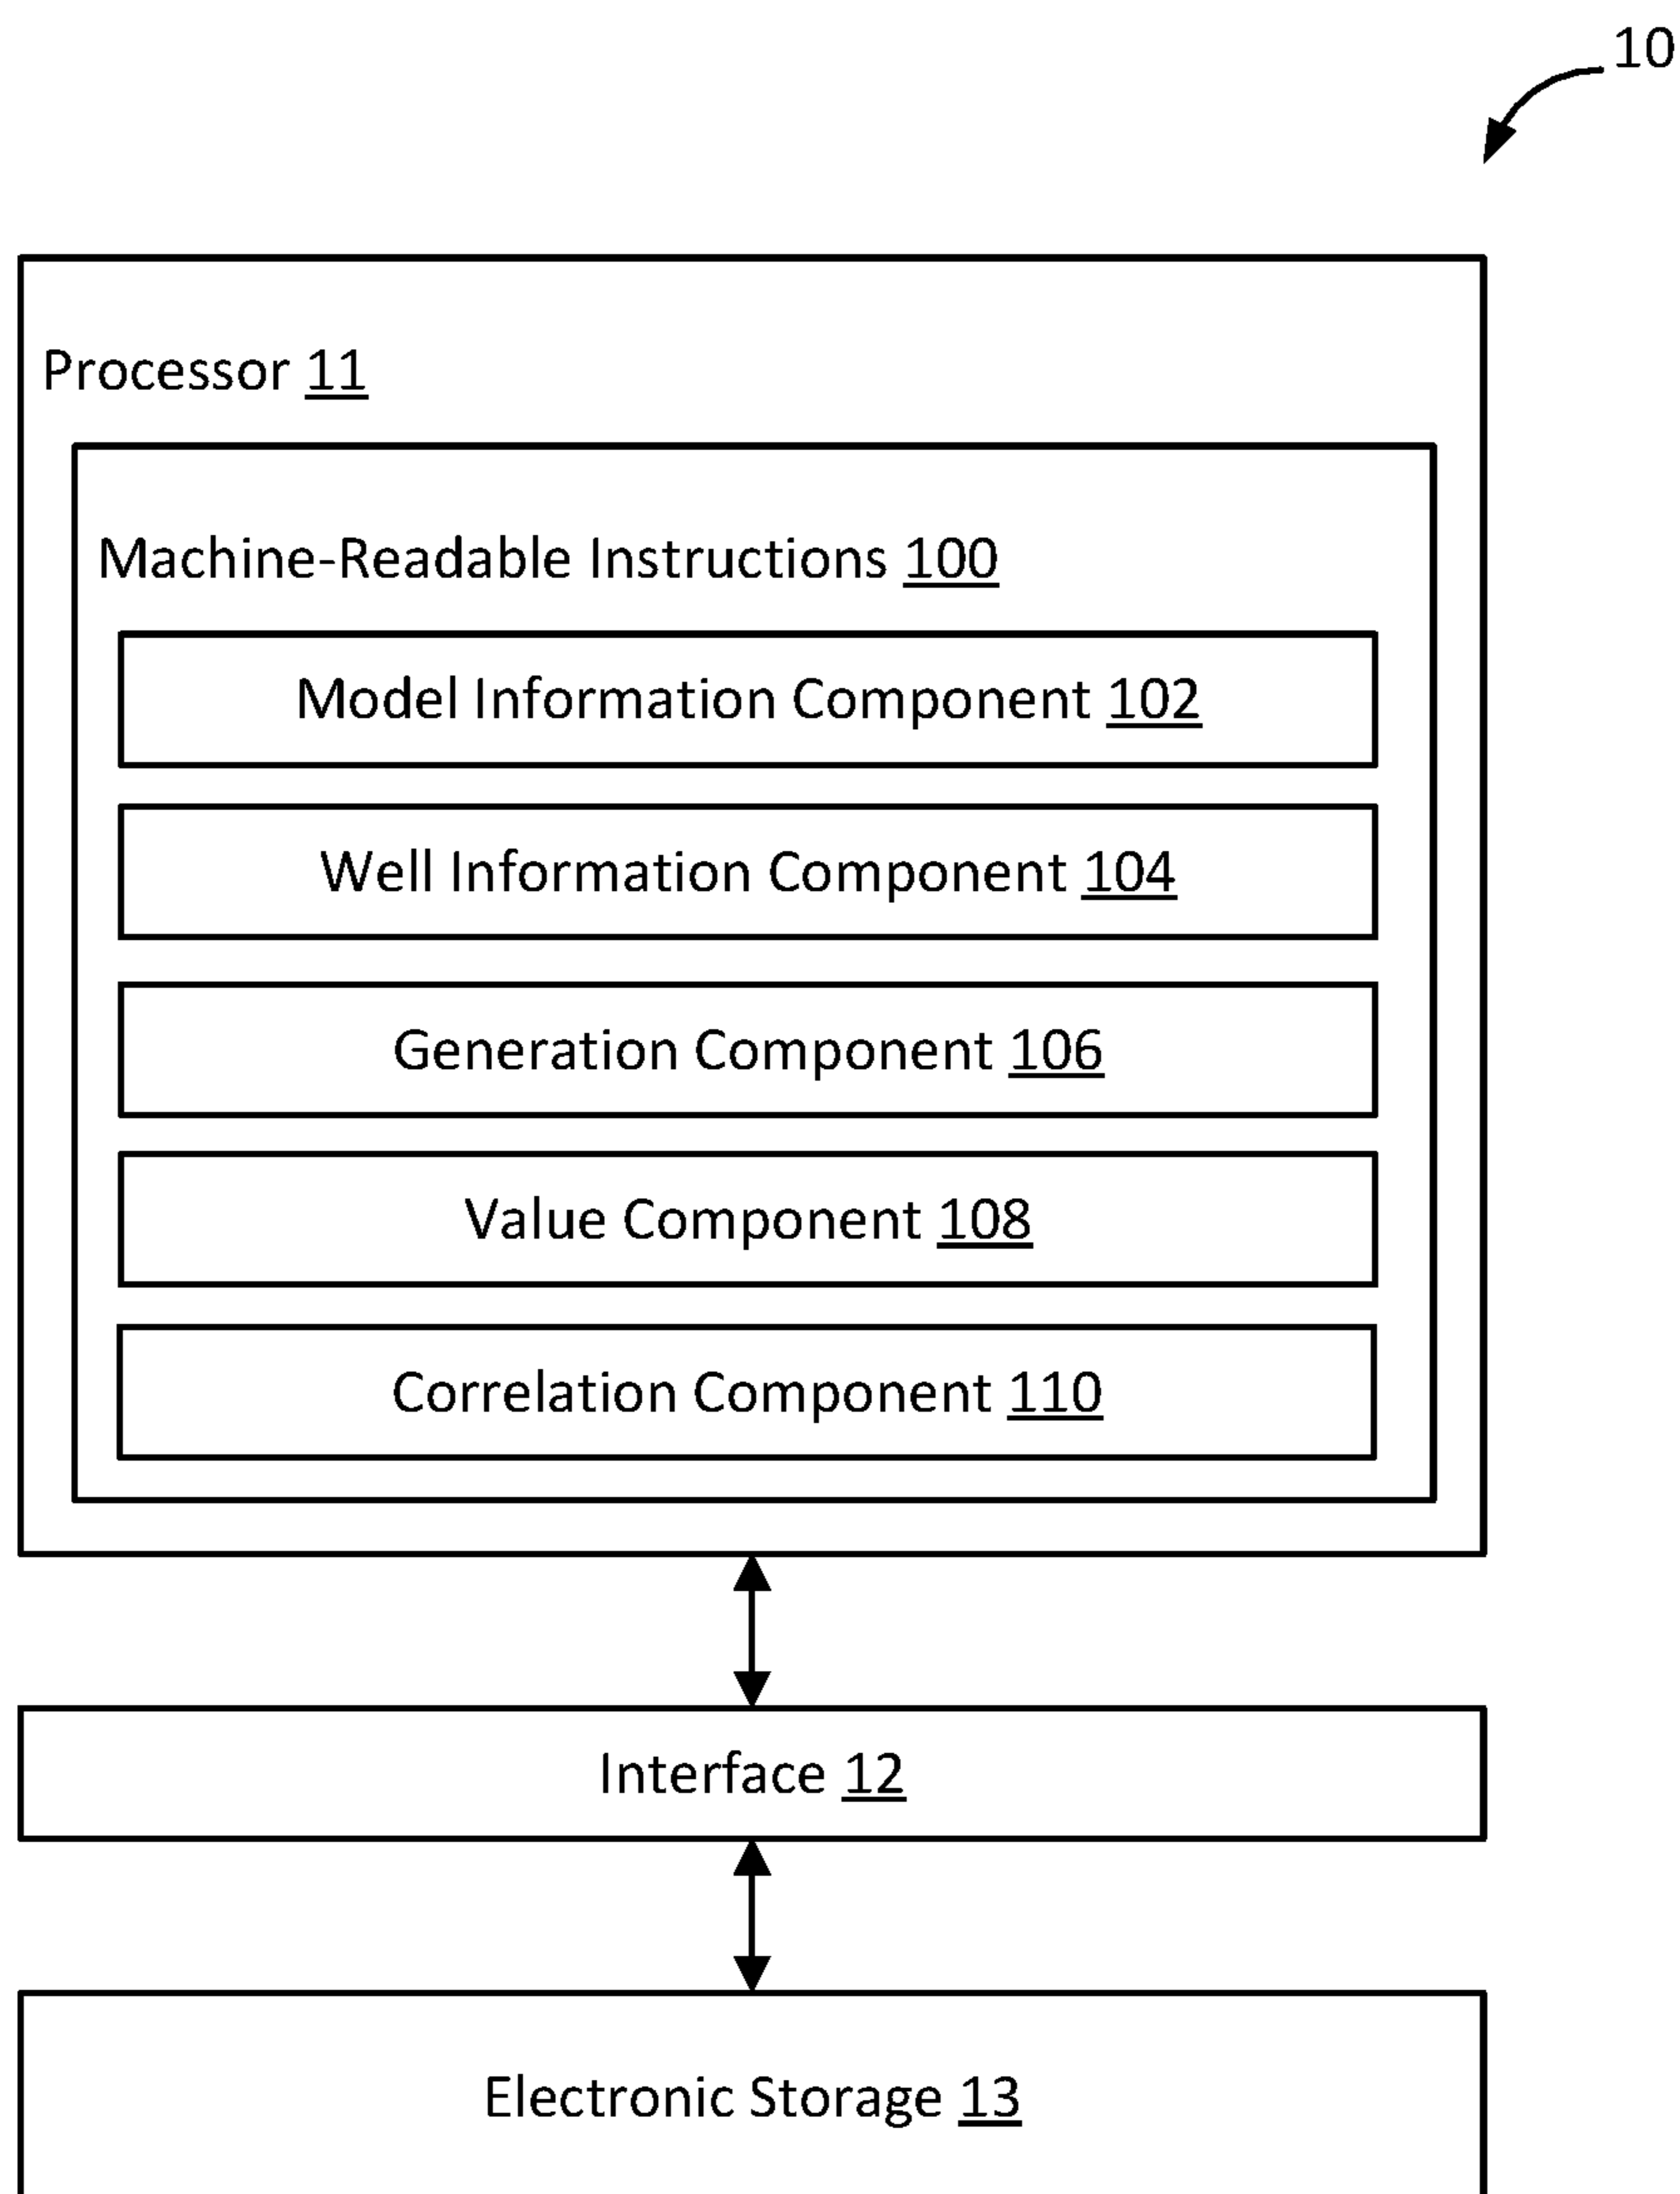 10
Processor 11
Machine-Readable Instructions 100
Model Information Component 102
Well Information Component 104
Generation Component 106
Value Component 108
Correlation Component 110
Interface 12
Electronic Storage 13